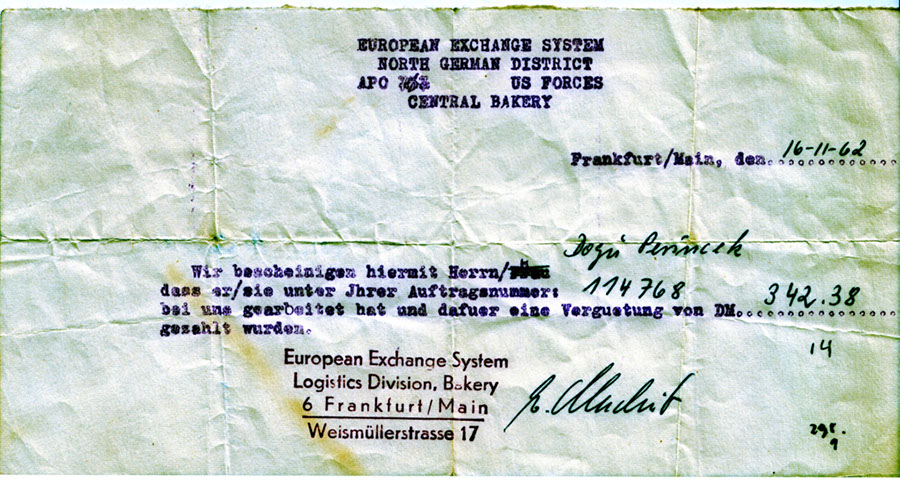 EUROPEAN EXCHANGE SYSTEM
NORTH GERMAN DISTRICT
APO US FORCES
CENTRAL BAKERY
Frankfurt/Main, den. 16-11-62
Doğu Perincek
Wir bescheinigen hiermit Herrn/
dass er/sie unter Jhrer Auftragsnummer: 114768
bei uns gearbeitet hat und dafuer eine Verguetung von DM. 342.38
gezahlt wurden.
14
European Exchange System
Logistics Division, Bakery
6 Frankfurt/Main
Weismüllerstrasse 17